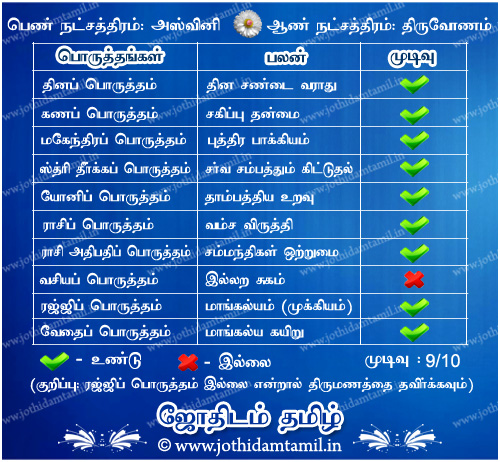 பெண் நட்சத்திரம்: அஸ்வினி ஆண் நட்சத்திரம்: திருவோணம்
பொருத்தங்கள் பலன் முடிவு
தினப் பொருத்தம் தின சண்டை வராது
கணப் பொருத்தம் சகிப்பு தன்மை
மகேந்திரப் பொருத்தம் புத்திர பாக்கியம்
ஸ்த்ரி தீர்க்கப் பொருத்தம் சர்வ சம்பத்தும் கிட்டுதல்
யோனிப் பொருத்தம் தாம்பத்திய உறவு
ராசிப் பொருத்தம் வம்ச விருத்தி
ராசி அதிபதிப் பொருத்தம் சம்மந்திகள் ஒற்றுமை
வசியப் பொருத்தம் இல்லற சுகம்
ரஜ்ஜிப் பொருத்தம் மாங்கல்யம் (முக்கியம்)
வேதைப் பொருத்தம் மாங்கல்ய கயிறு
- உண்டு - இல்லை முடிவு : 9/10
(குறிப்பு: ரஜ்ஜிப் பொருத்தம் இல்லை என்றால் திருமணத்தை தவிர்க்கவும்)
ஜோதிடம் தமிழ்
© www.jothidamtamil.in